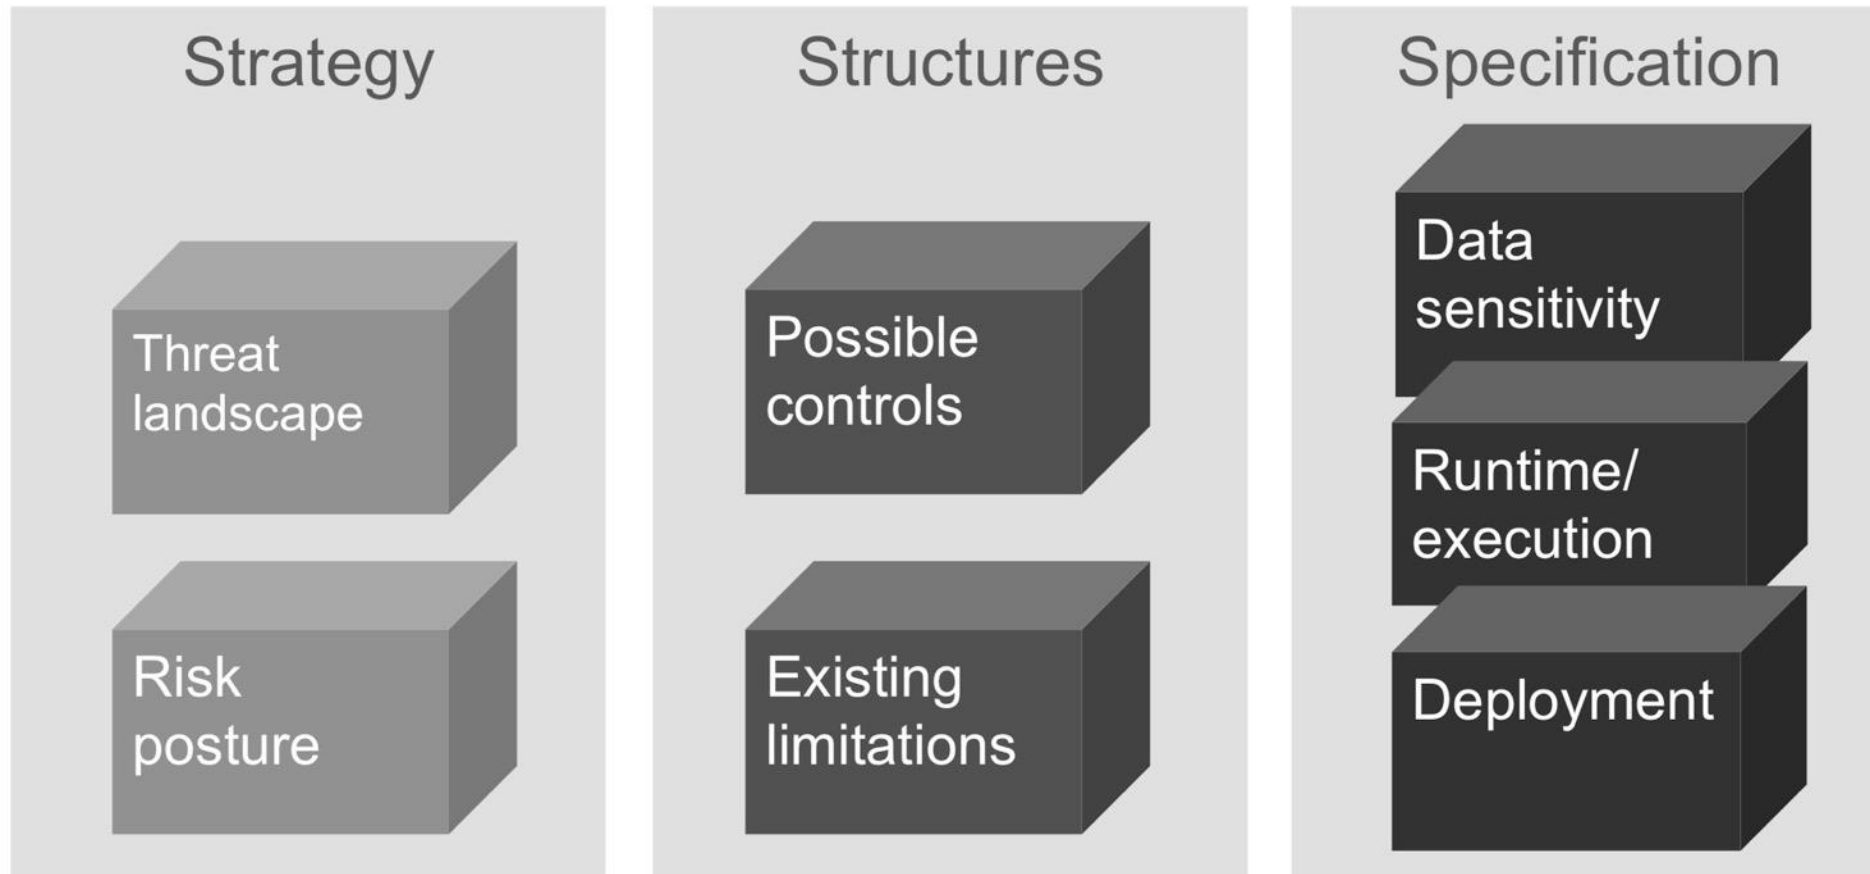 Strategy
Threat
landscape
Risk
posture
Structures
Possible
controls
Existing
limitations
Specification
Data
sensitivity
Runtime/
execution
Deployment